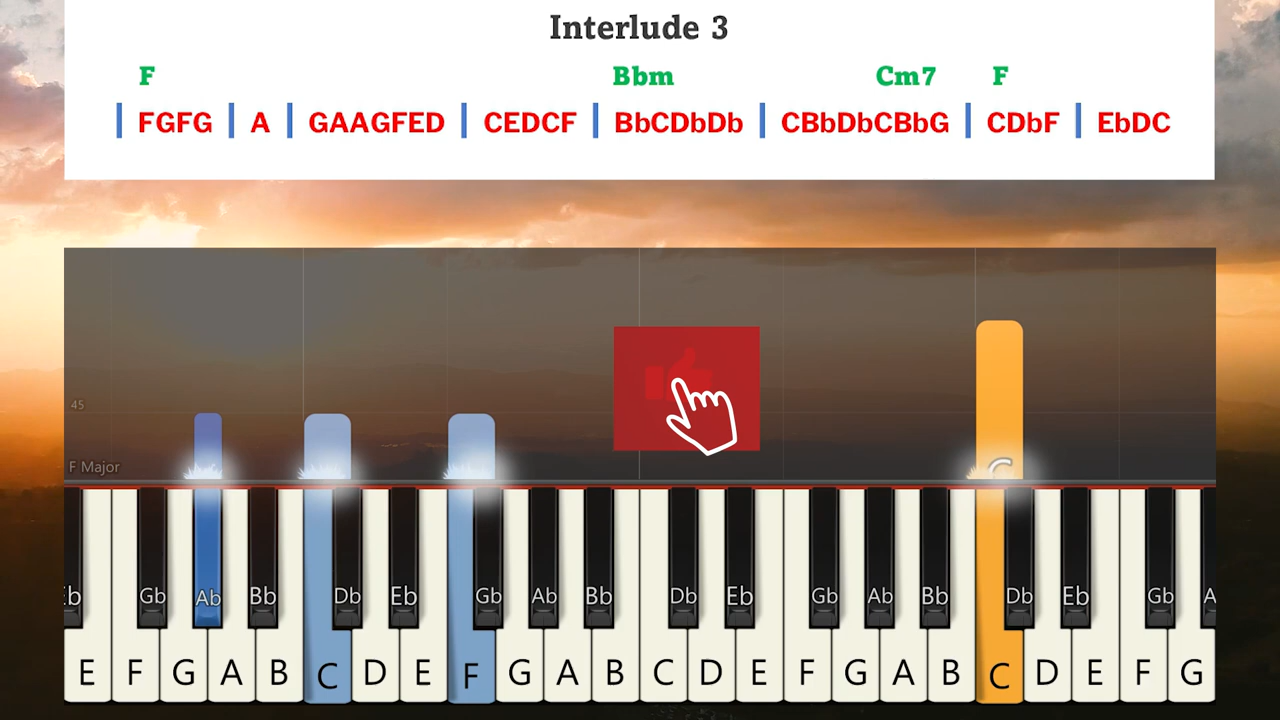 Interlude 3
F Bbm Cm7 F
| FGFG | A | GAAGFED | CEDCF | BbCDbDb | CBbDbCBbG | CDbF | EbDC
45
F Major
C
Eb Gb Ab Bb Db Eb Gb Ab Bb Db Eb Gb Ab Bb Db Eb Gb A
E F G A B C D E F G A B C D E F G A B C D E F G